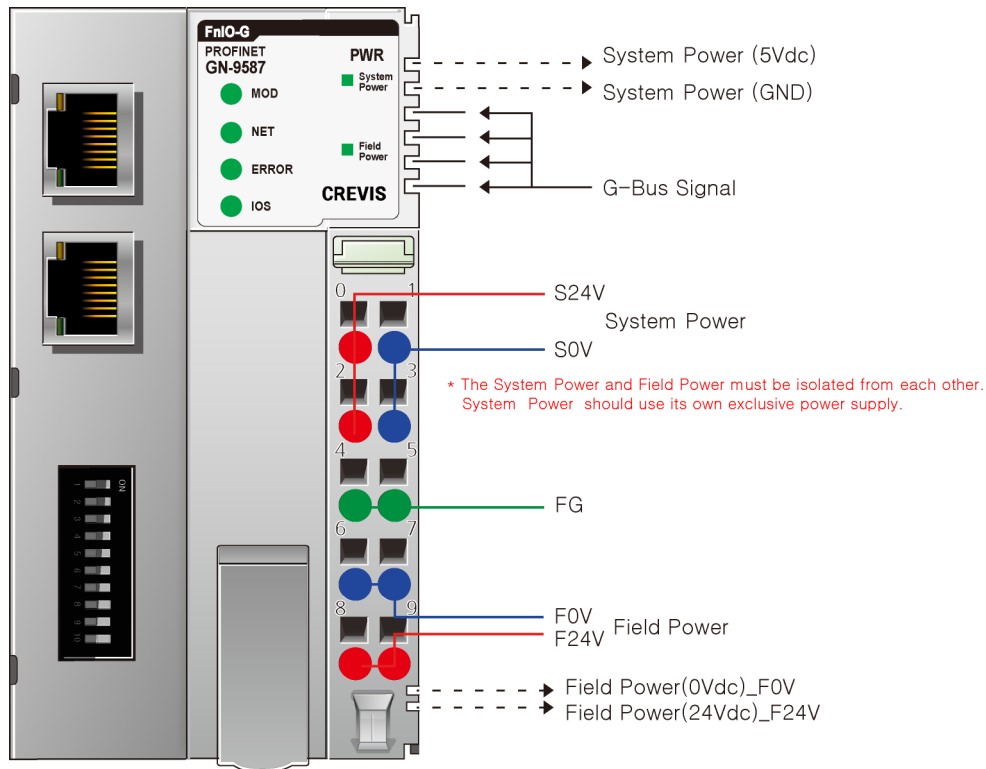 FnIO-G
PROFINET
GN-9587
PWR
System
Power
MOD
NET
Field
Power
ERROR
CREVIS
IOS
System Power (5Vdc)
System Power (GND)
G-Bus Signal
0 1
S24V
System Power
S0V
2 3
* The System Power and Field Power must be isolated from each other.
System Power should use its own exclusive power supply.
4 5
FG
6 7
8 9
F0V
F24V
Field Power
Field Power(0Vdc)_F0V
Field Power(24Vdc)_F24V
ON
1
2
3
4
5
6
7
8
9
10